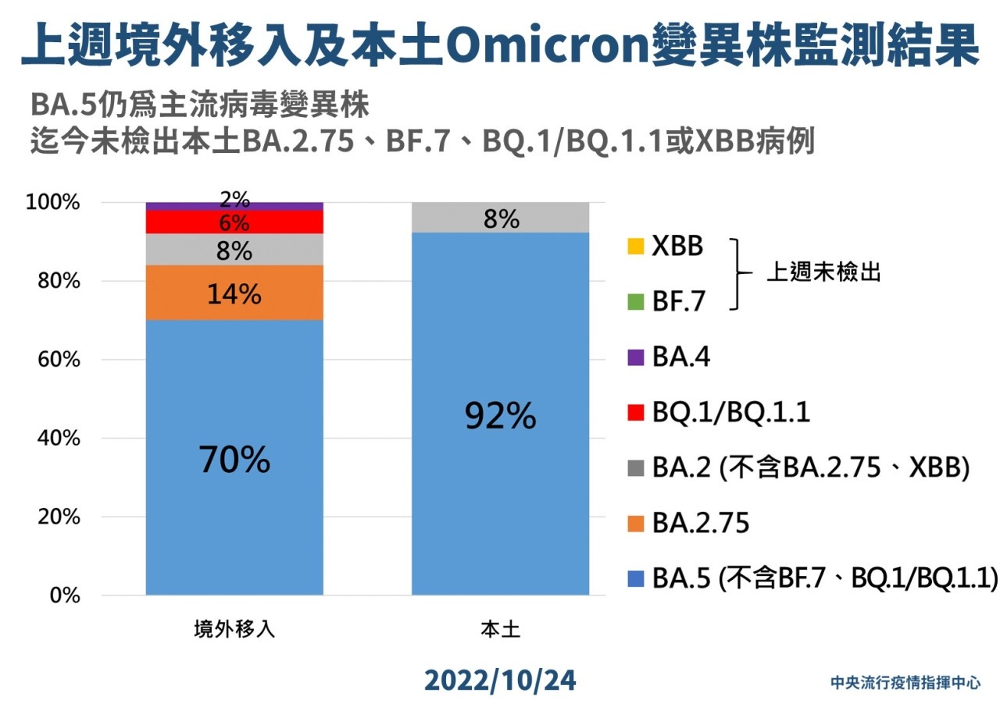 上週境外移入及本土Omicron變異株監測結果
BA.5仍爲主流病毒變異株
迄今未檢出本土BA.2.75、BF.7、BQ.1/BQ.1.1或XBB病例
100%
80%
60%
40%
20%
0%
2%
6%
8%
14%
70%
8%
92%
境外移入
本土
XBB
BF.7
上週未檢出
BA.4
BQ.1/BQ.1.1
BA.2 (不含BA.2.75、XBB)
BA.2.75
BA.5 (不含BF.7、BQ.1/BQ.1.1)
2022/10/24
中央流行疫情指揮中心